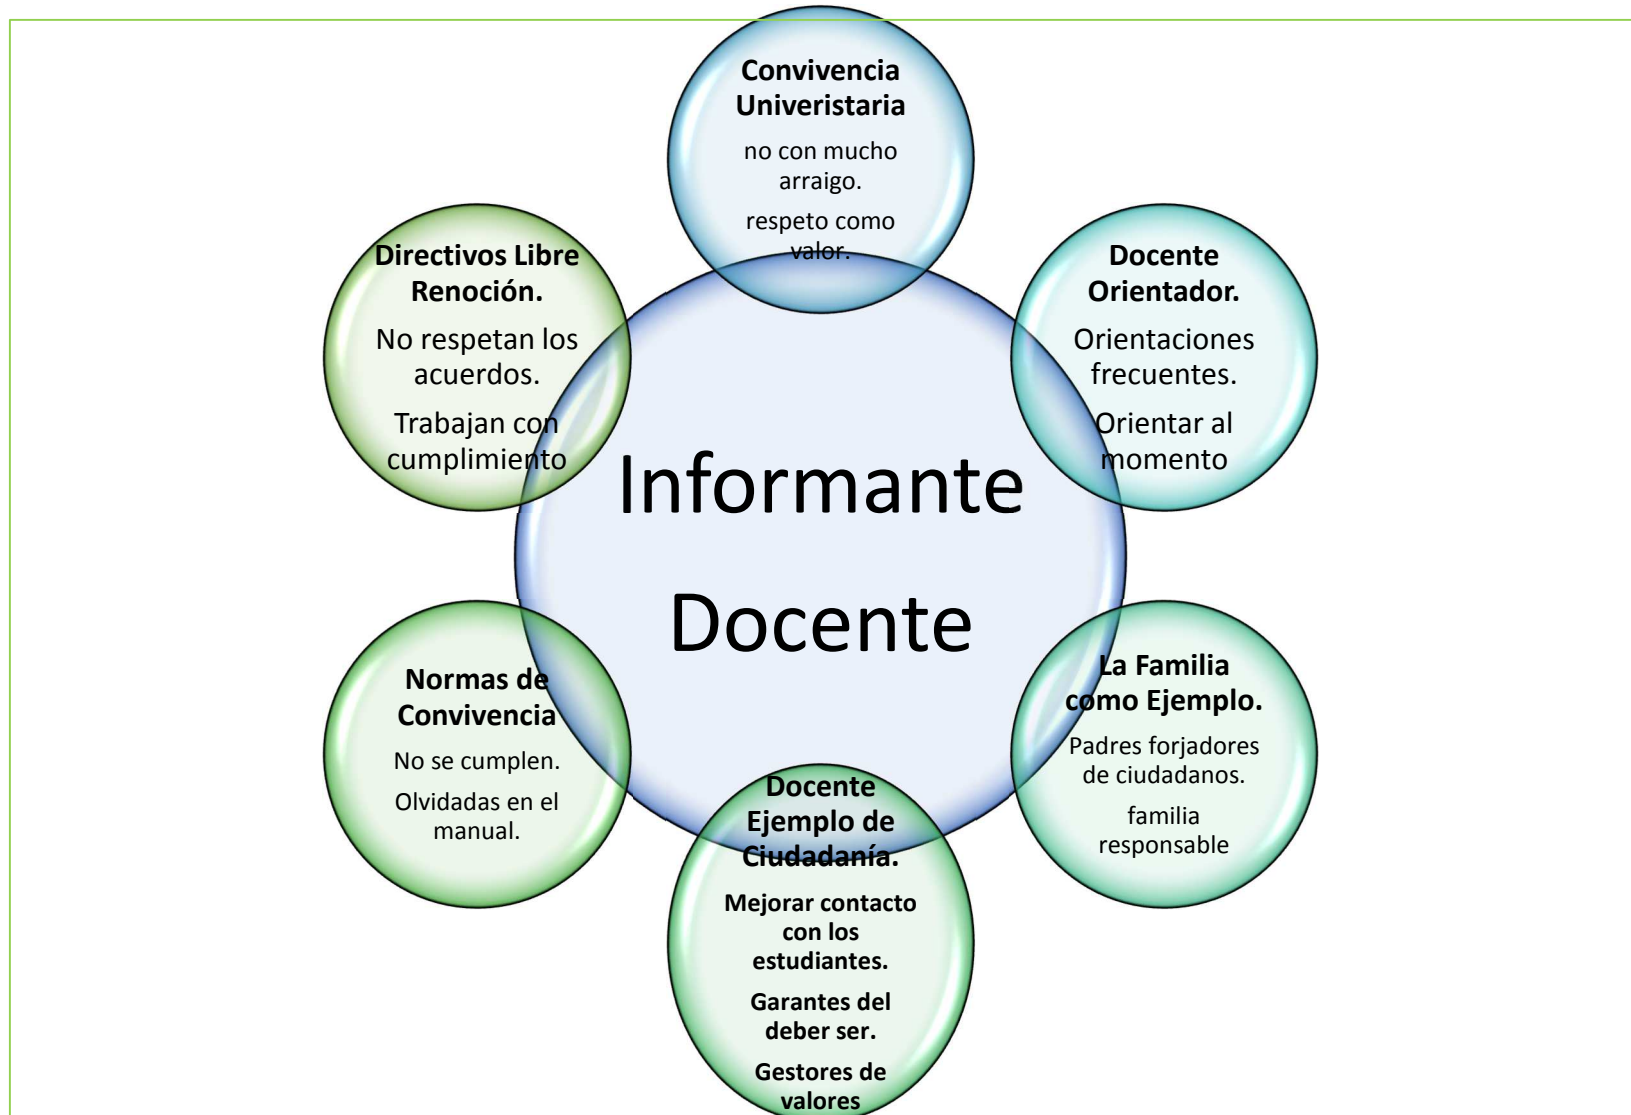 Convivencia
Univeristaria
no con mucho
arraigo.
respeto como
valor.
Docente
Orientador.
Orientaciones
frecuentes.
Orientar al
momento
La Familia
como Ejemplo.
Padres forjadores
de ciudadanos.
familia
responsable
Docente
Ejemplo de
Ciudadanía.
Mejorar contacto
con los
estudiantes.
Garantes del
deber ser.
Gestores de
valores
Normas de
Convivencia
No se cumplen.
Olvidadas en el
manual.
Directivos Libre
Renoción.
No respetan los
acuerdos.
Trabajan con
cumplimiento
Informante
Docente